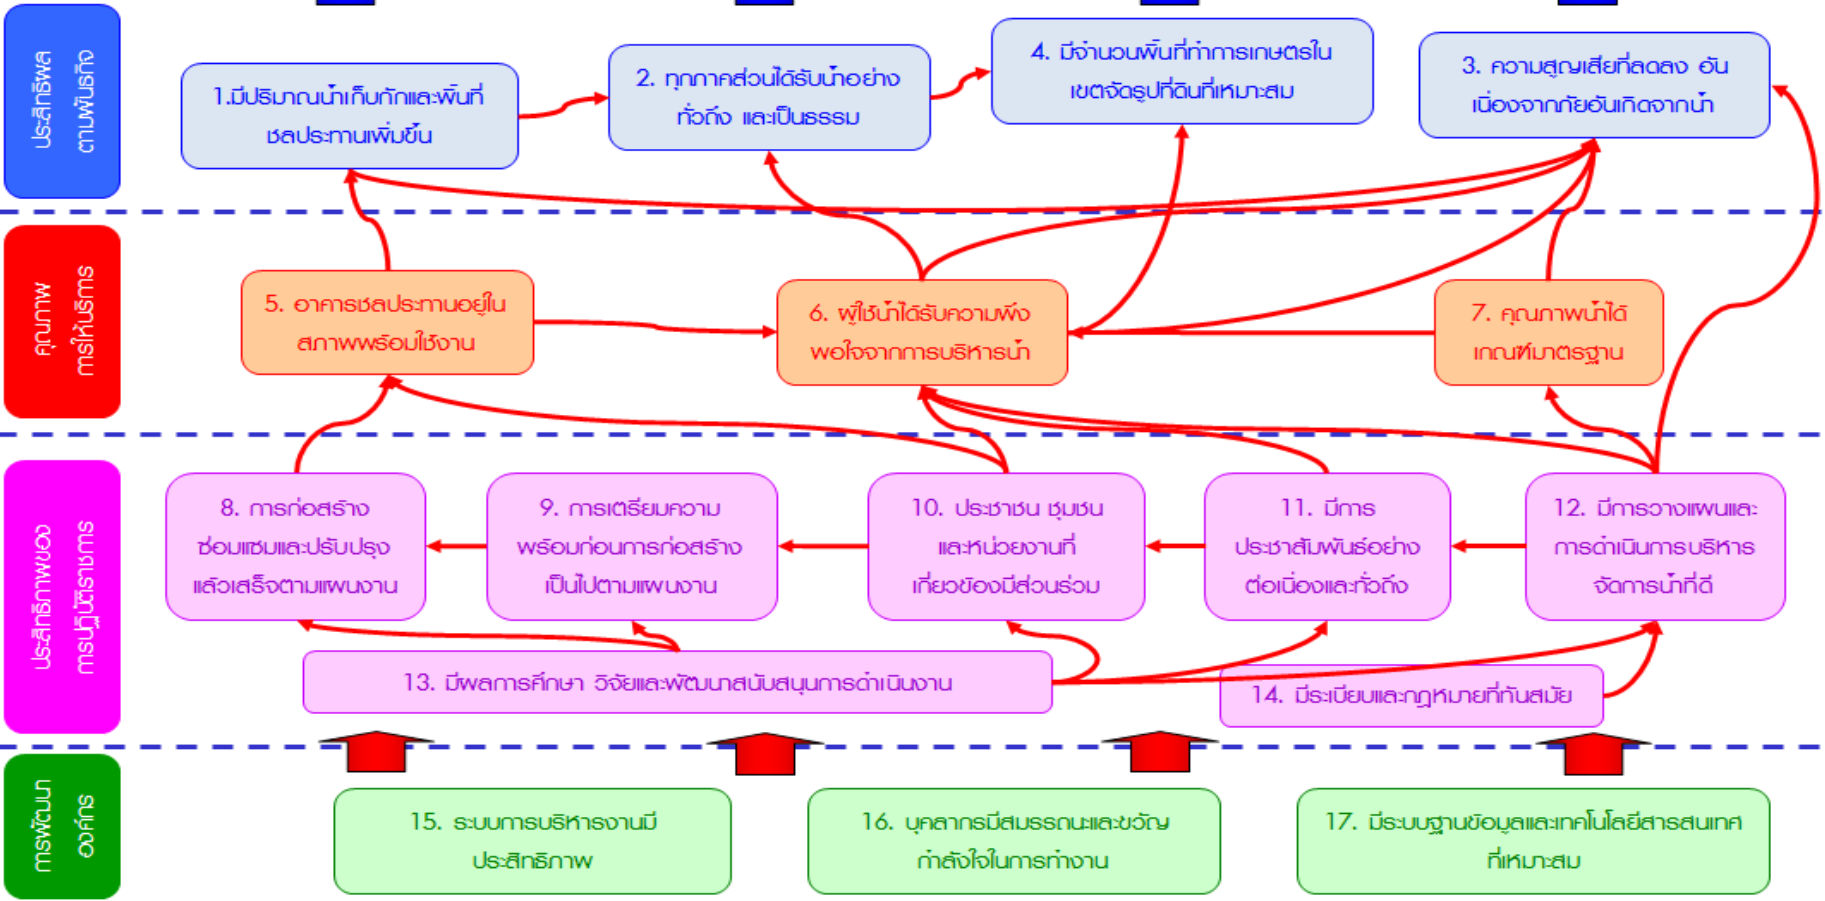 ประสิทธิผล
ตามพันธกิจ
1.มีปริมาณน้ำเก็บกักและพื้นที่
ชลประทานเพิ่มขึ้น
2. ทุกภาคส่วนได้รับน้ำอย่าง
ทั่วถึง และเป็นธรรม
4. มีจำนวนพื้นที่ทำการเกษตรใน
เขตจัดรูปที่ดินที่เหมาะสม
3. ความสูญเสียที่ลดลง อัน
เนื่องจากภัยอันเกิดจากน้ำ
คุณภาพ
การให้บริการ
5. อาคารชลประทานอยู่ใน
สภาพพร้อมใช้งาน
6. ผู้ใช้น้ำได้รับความพึง
พอใจจากการบริหารน้ำ
7. คุณภาพน้ำได้
เกณฑ์มาตรฐาน
ประสิทธิภาพของ
การปฏิบัติราชการ
8. การก่อสร้าง
ซ่อมแซมและปรับปรุง
แล้วเสร็จตามแผนงาน
9. การเตรียมความ
พร้อมก่อนการก่อสร้าง
เป็นไปตามแผนงาน
10. ประชาชน ชุมชน
และหน่วยงานที่
เกี่ยวข้องมีส่วนร่วม
11. มีการ
ประชาสัมพันธ์อย่าง
ต่อเนื่องและทั่วถึง
12. มีการวางแผนและ
การดำเนินการบริหาร
จัดการน้ำที่ดี
13. มีผลการศึกษา วิจัยและพัฒนาสนับสนุนการดำเนินงาน
14. มีระเบียบและกฎหมายที่ทันสมัย
การพัฒนา
องค์กร
15. ระบบการบริหารงานมี
ประสิทธิภาพ
16. บุคลากรมีสมรรถนะและขวัญ
กำลังใจในการทำงาน
17. มีระบบฐานข้อมูลและเทคโนโลยีสารสนเทศ
ที่เหมาะสม